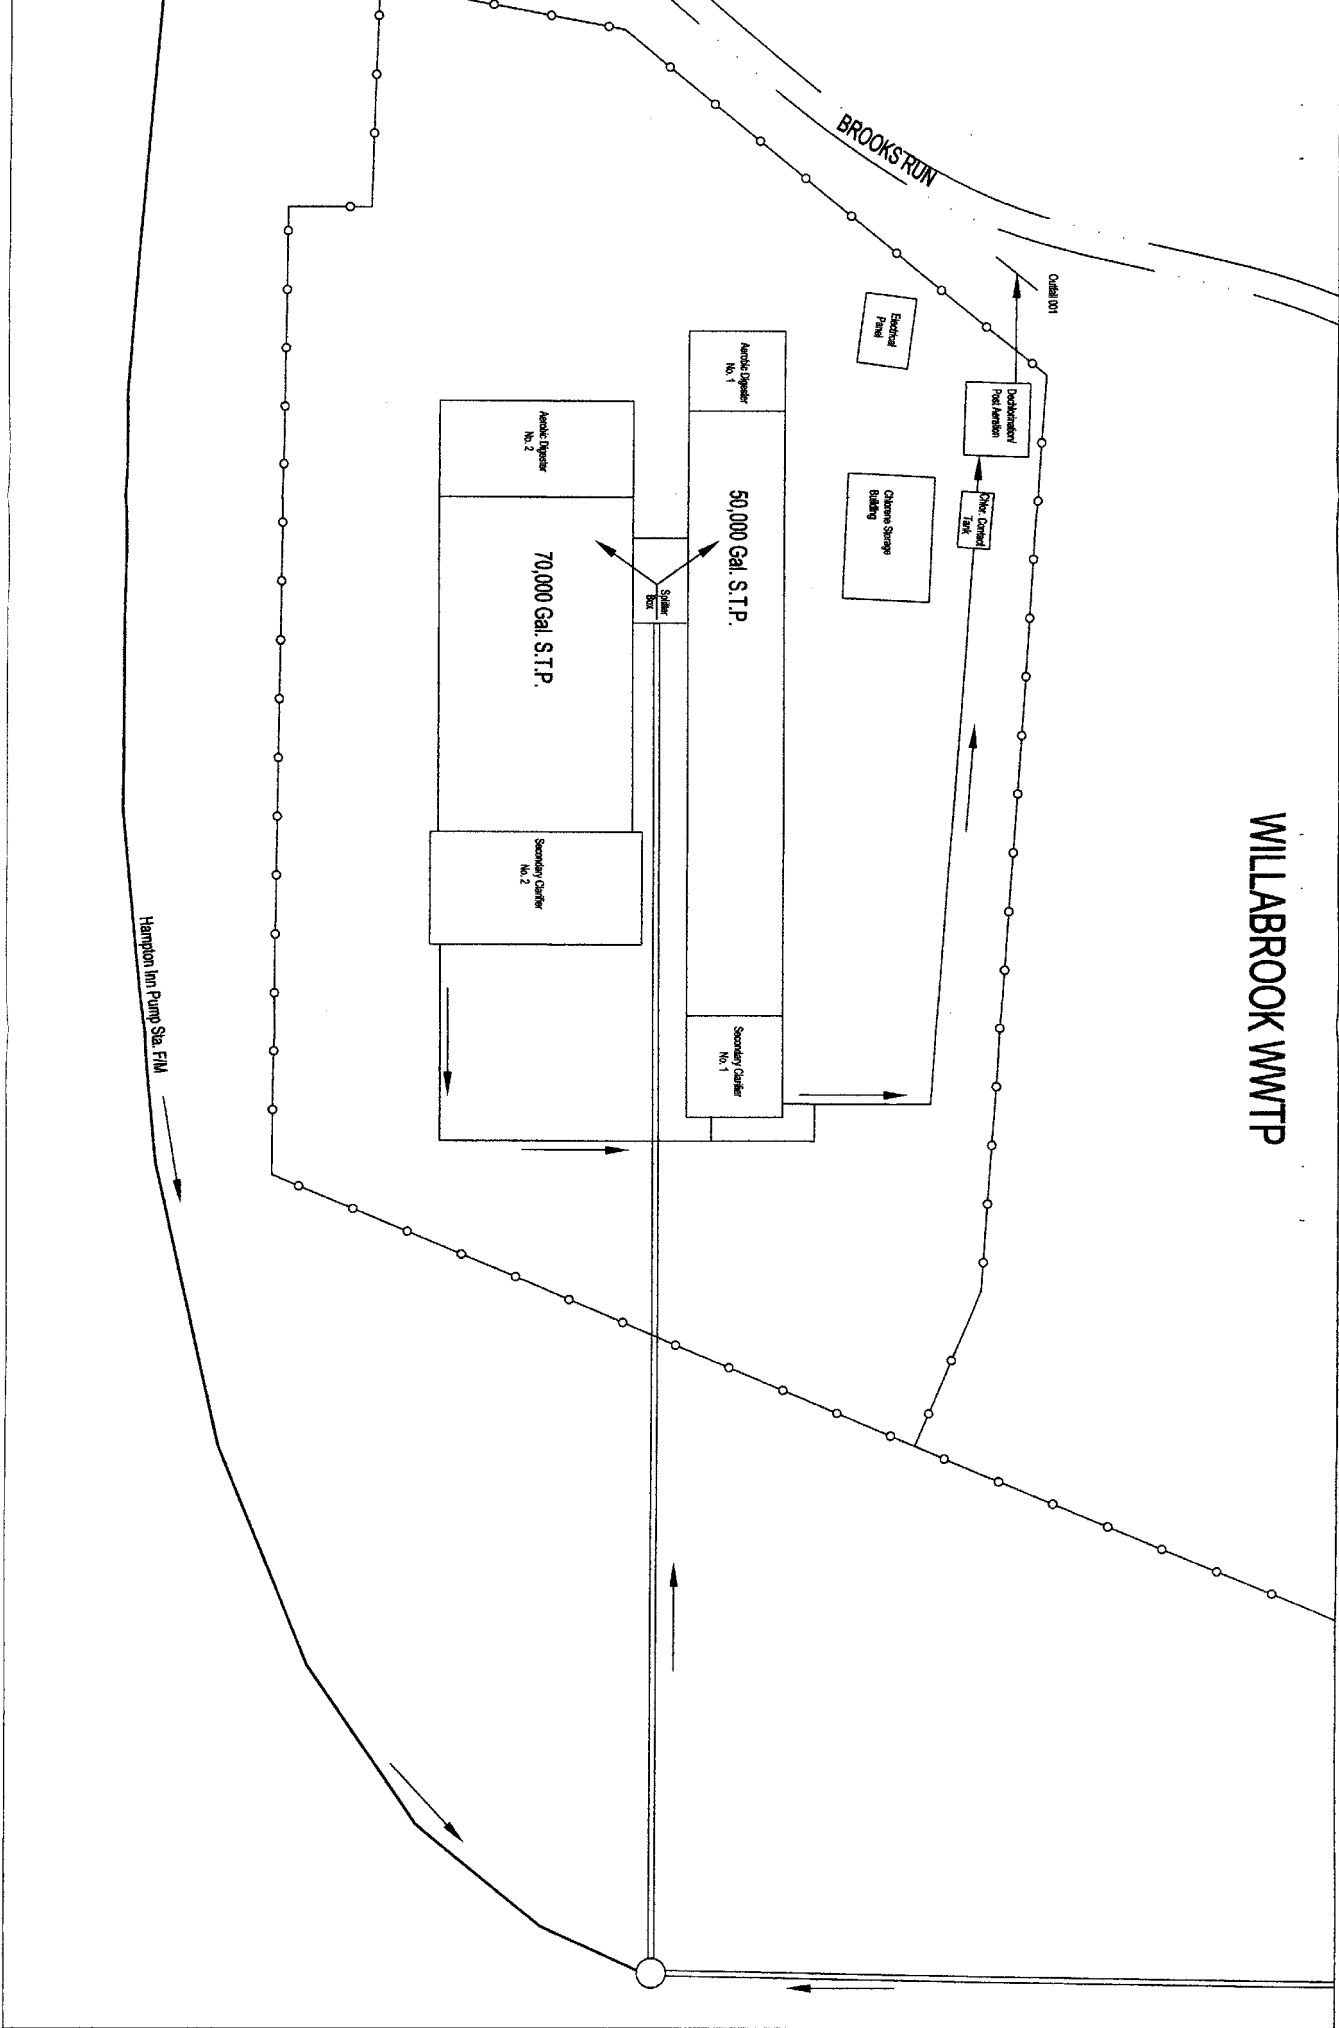 WILLABROOK WWTP
BROOKS RUN
Outfall 001
Dechlorination/
Post Aeration
Chlor. Contact
Tank
Electrical
Panel
Chlorene Storage
Building
Aerobic Digester
No. 1
50,000 Gal. S.T.P.
Secondary Clarifier
No. 1
Splitter
Box
Aerobic Digester
No. 2
70,000 Gal. S.T.P.
Secondary Clarifier
No. 2
Hampton Inn Pump Sta. F/M